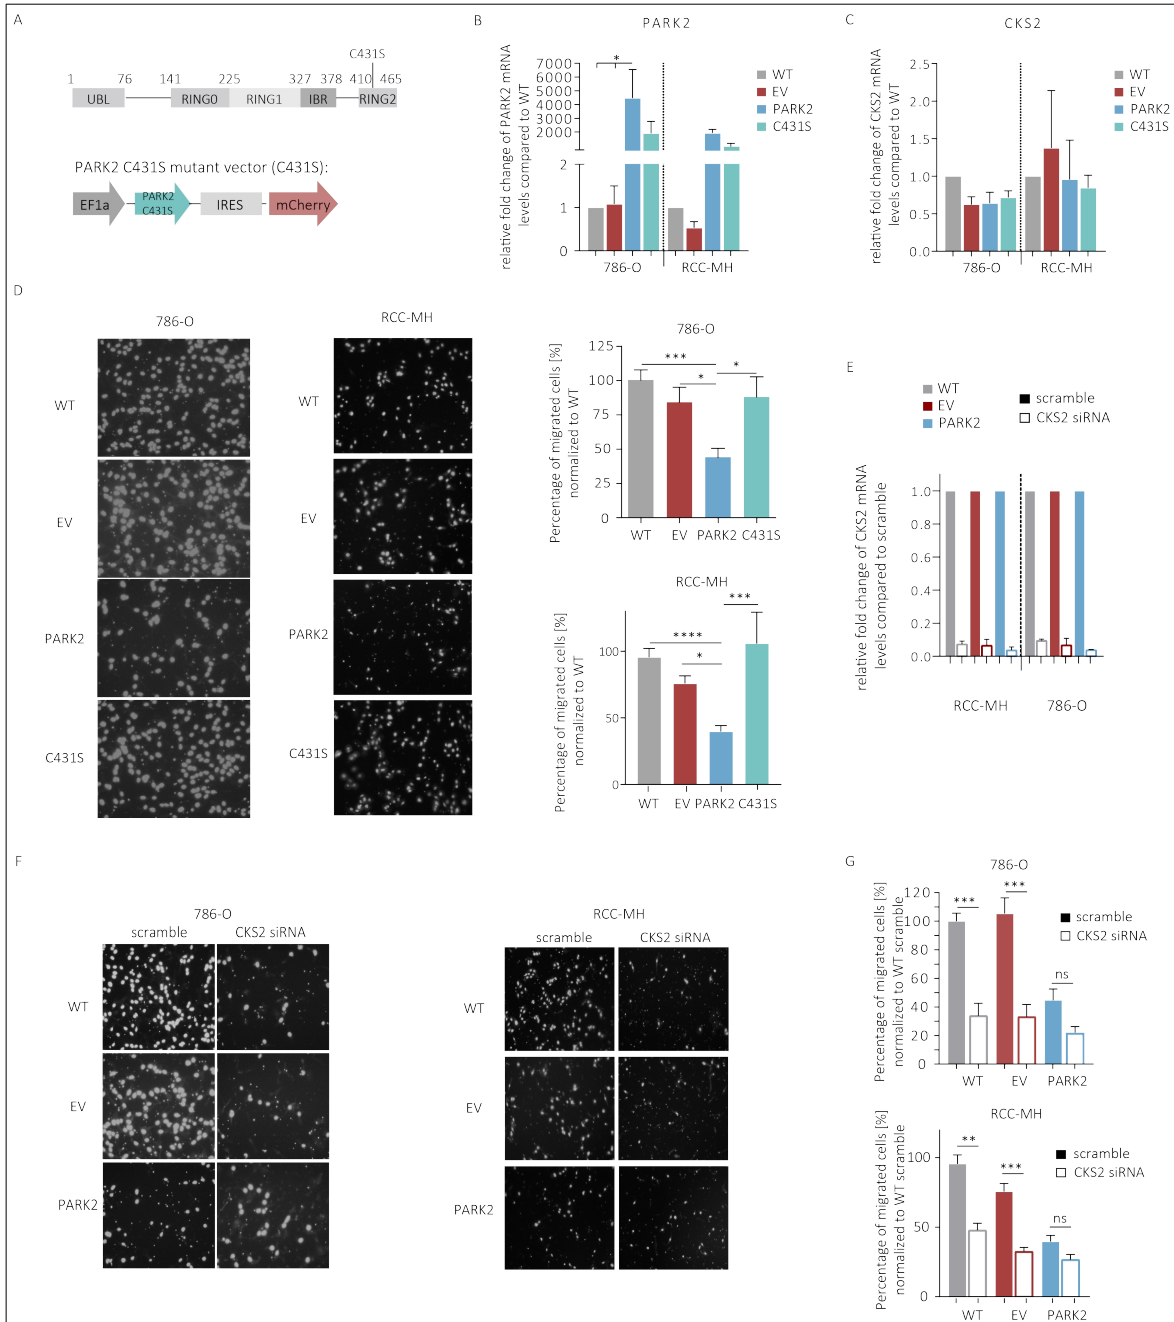 A
C431S
1 76 141 225 327 378 410 465
UBL RING0 RING1 IBR RING2
PARK2 C431S mutant vector (C431S):
EF1a PARK2 C431S IRES mCherry
B
PARK2
relative fold change of PARK2 mRNA
levels compared to WT
7000
6000
5000
4000
3000
2000
2
1
0
*
WT
EV
PARK2
C431S
786-O RCC-MH
C
CKS2
relative fold change of CKS2 mRNA
levels compared to WT
2.5
2.0
1.5
1.0
0.5
0.0
WT
EV
PARK2
C431S
786-O RCC-MH
D
786-O
WT
EV
PARK2
C431S
RCC-MH
WT
EV
PARK2
C431S
786-O
Percentage of migrated cells [%]
normalized to WT
125
100
75
50
25
0
***
* *
WT EV PARK2 C431S
RCC-MH
Percentage of migrated cells [%]
normalized to WT
100
50
0
***
****
*
WT EV PARK2 C431S
E
WT
EV
PARK2
scramble
CKS2 siRNA
relative fold change of CKS2 mRNA
levels compared to scramble
1.0
0.8
0.6
0.4
0.2
0.0
RCC-MH 786-O
F
786-O
scramble CKS2 siRNA
WT
EV
PARK2
RCC-MH
scramble CKS2 siRNA
WT
EV
PARK2
G
786-O
Percentage of migrated cells [%]
normalized to WT scramble
120
100
80
60
40
20
0
*** *** ns
scramble
CKS2 siRNA
WT EV PARK2
RCC-MH
Percentage of migrated cells [%]
normalized to WT scramble
100
50
0
** *** ns
scramble
CKS2 siRNA
WT EV PARK2